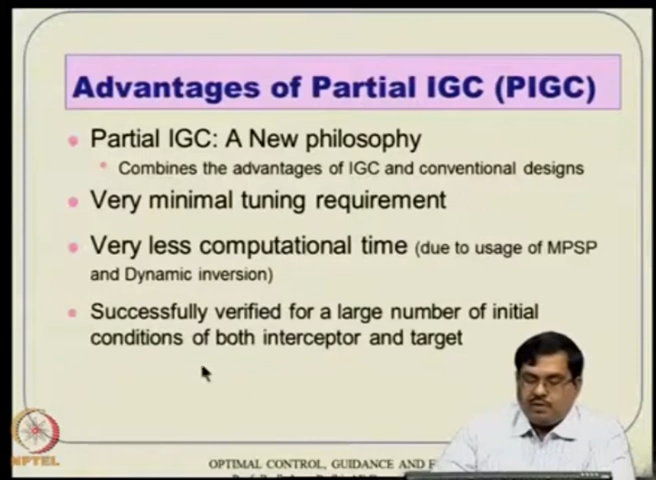 Advantages of Partial IGC (PIGC)
Partial IGC: A New philosophy
Combines the advantages of IGC and conventional designs
Very minimal tuning requirement
Very less computational time (due to usage of MPSP
and Dynamic inversion)
Successfully verified for a large number of initial
conditions of both interceptor and target
NPTEL
OPTIMAL CONTROL, GUIDANCE AND